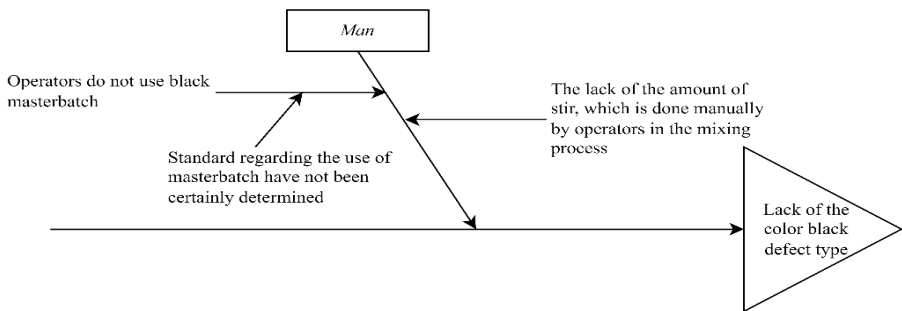 Man
Operators do not use black
masterbatch
The lack of the amount of
stir, which is done manually
by operators in the mixing
process
Standard regarding the use of
masterbatch have not been
certainly determined
Lack of the
color black
defect type